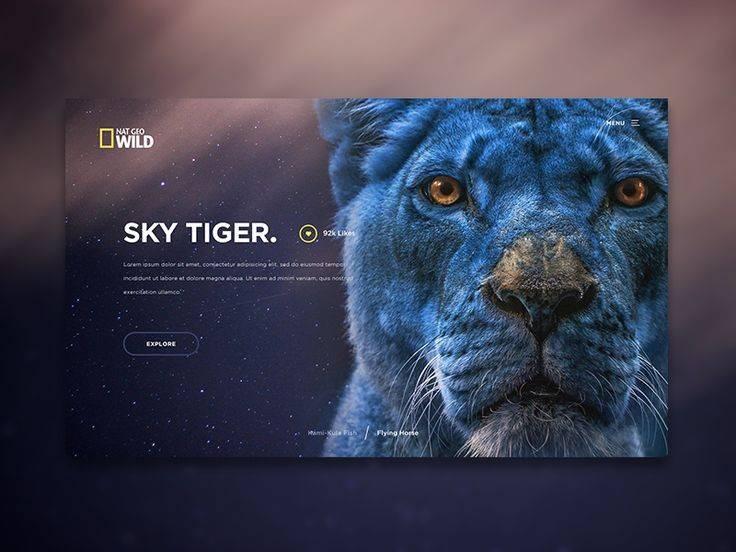 NAT GEO
WILD
MENU
SKY TIGER.
92k Likes
Lorem ipsum dolor sit amet, consectetur adipisicing elit, sed do eiusmod tempor
incididunt ut labore et dolore magna aliqua. Ut enim ad minim veniam, quis nostrud
exercitation ullamco.
EXPLORE
Hami-Kula Fish / Flying Horse